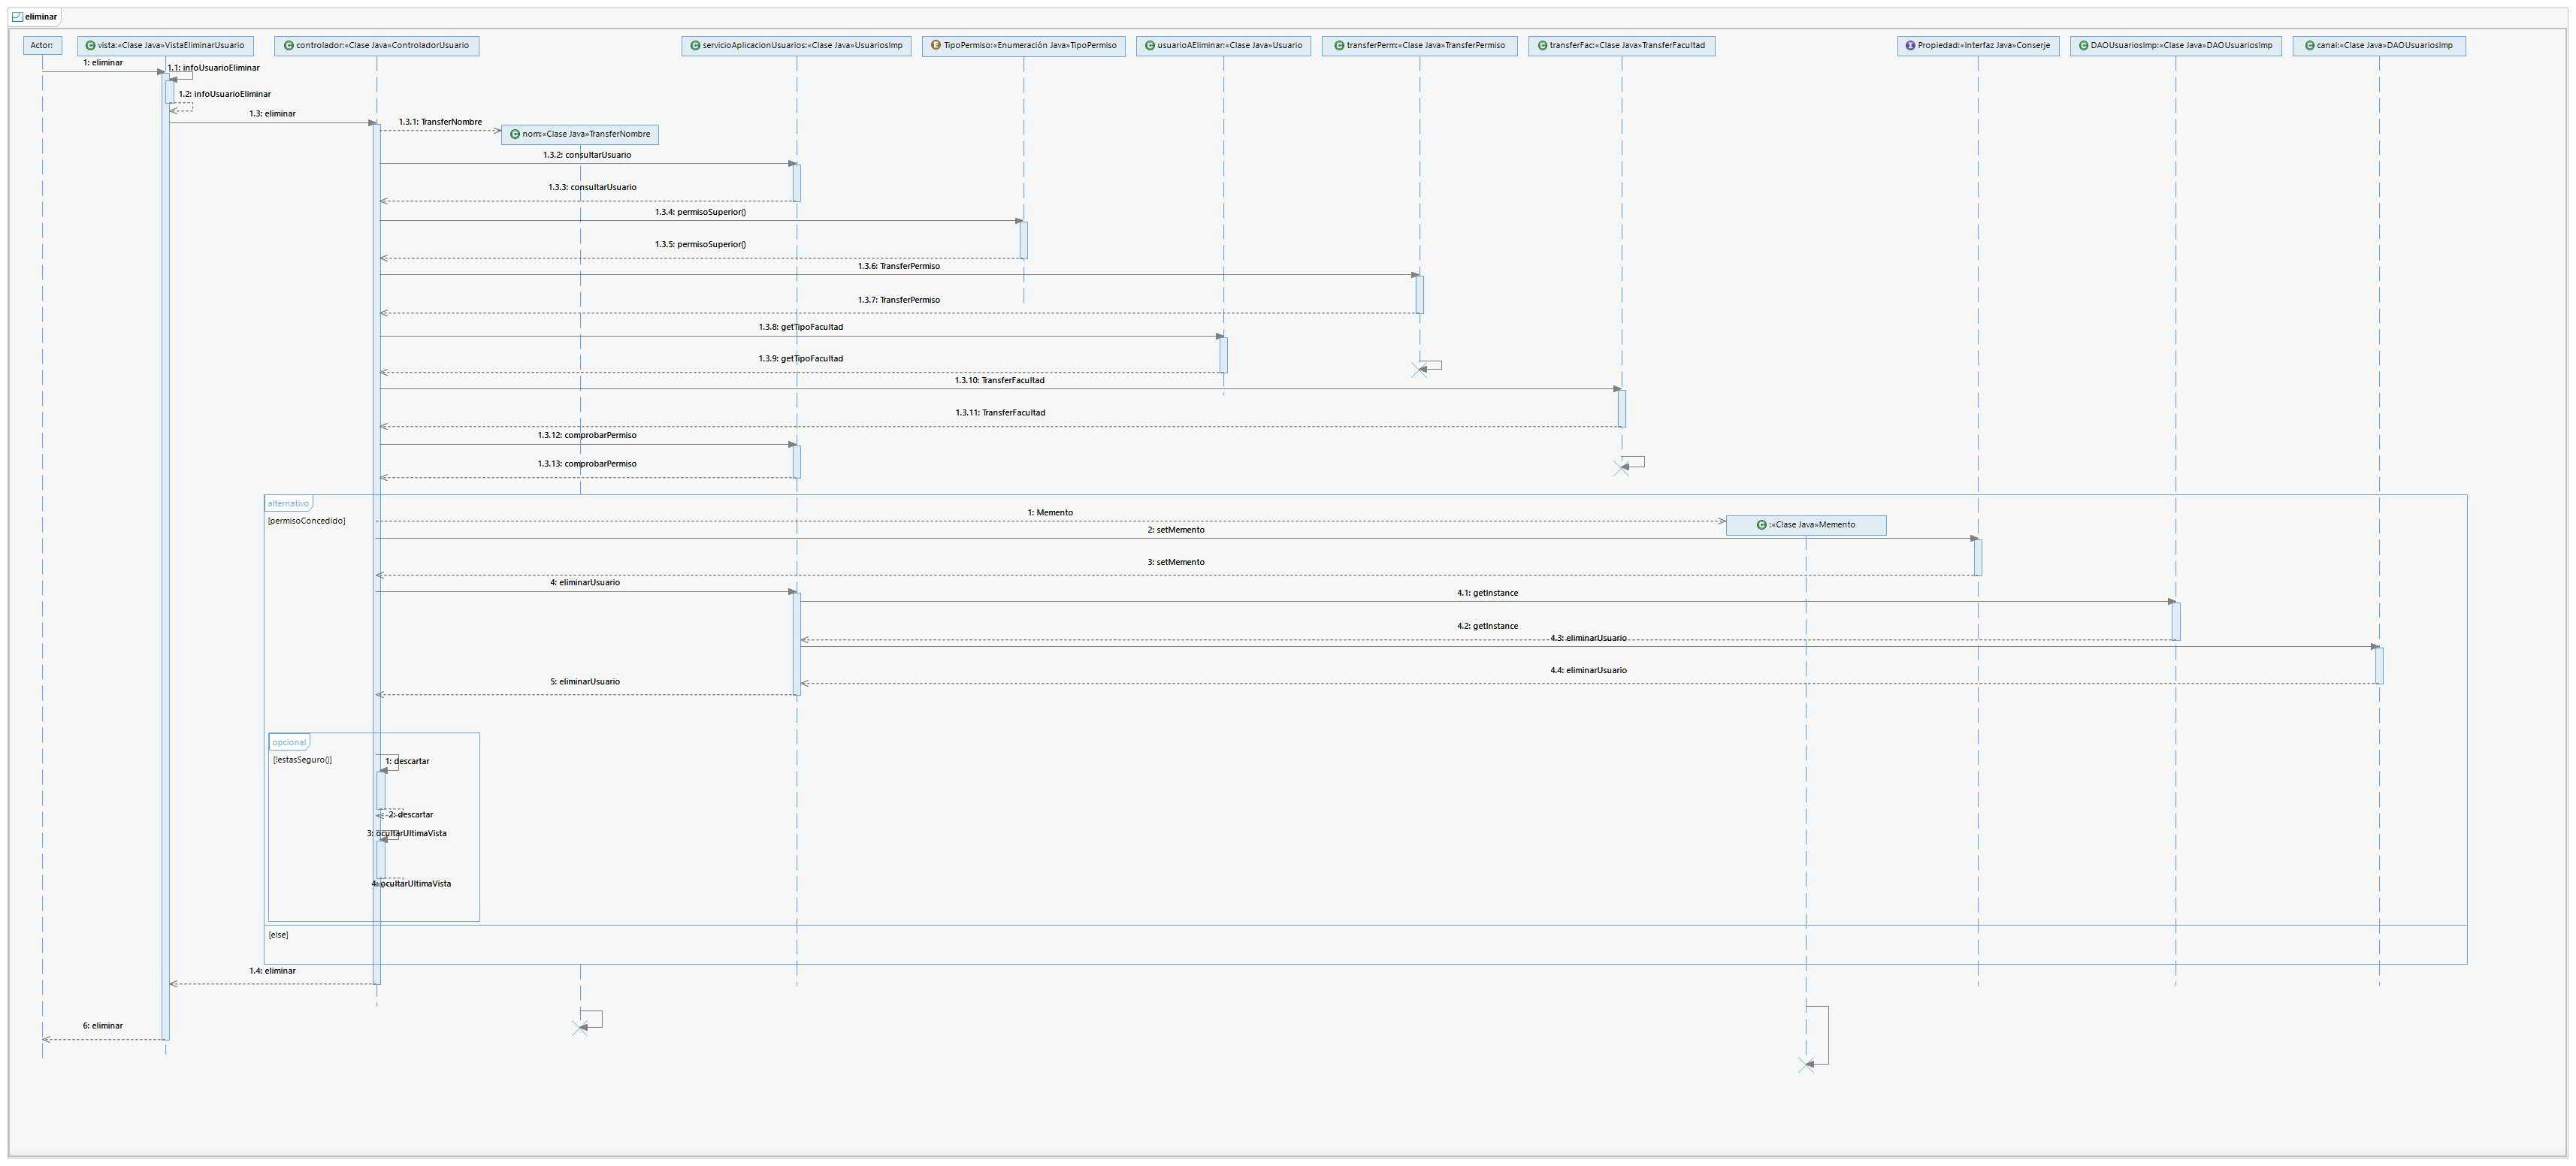 eliminar
Actor:
C vista:«Clase Java»VistaEliminarUsuario
C controlador:«Clase Java»ControladorUsuario
C servicioAplicacionUsuarios:«Clase Java»UsuariosImp
E TipoPermiso:«Enumeración Java»TipoPermiso
C usuarioAEliminar:«Clase Java»Usuario
C transferPerm:«Clase Java»TransferPermiso
C transferFac:«Clase Java»TransferFacultad
I Propiedad:«Interfaz Java»Conserje
C DAOUsuariosImp:«Clase Java»DAOUsuariosImp
C canal:«Clase Java»DAOUsuariosImp
1: eliminar
1.1: infoUsuarioEliminar
1.2: infoUsuarioEliminar
1.3: eliminar
1.3.1: TransferNombre
C nom:«Clase Java»TransferNombre
1.3.2: consultarUsuario
1.3.3: consultarUsuario
1.3.4: permisoSuperior()
1.3.5: permisoSuperior()
1.3.6: TransferPermiso
1.3.7: TransferPermiso
1.3.8: getTipoFacultad
1.3.9: getTipoFacultad
1.3.10: TransferFacultad
1.3.11: TransferFacultad
1.3.12: comprobarPermiso
1.3.13: comprobarPermiso
alternativo
[permisoConcedido]
1: Memento
C :«Clase Java»Memento
2: setMemento
3: setMemento
4: eliminarUsuario
4.1: getInstance
4.2: getInstance
4.3: eliminarUsuario
4.4: eliminarUsuario
5: eliminarUsuario
opcional
[!estasSeguro()]
1: descartar
2: descartar
3: ocultarUltimaVista
4: ocultarUltimaVista
[else]
1.4: eliminar
6: eliminar